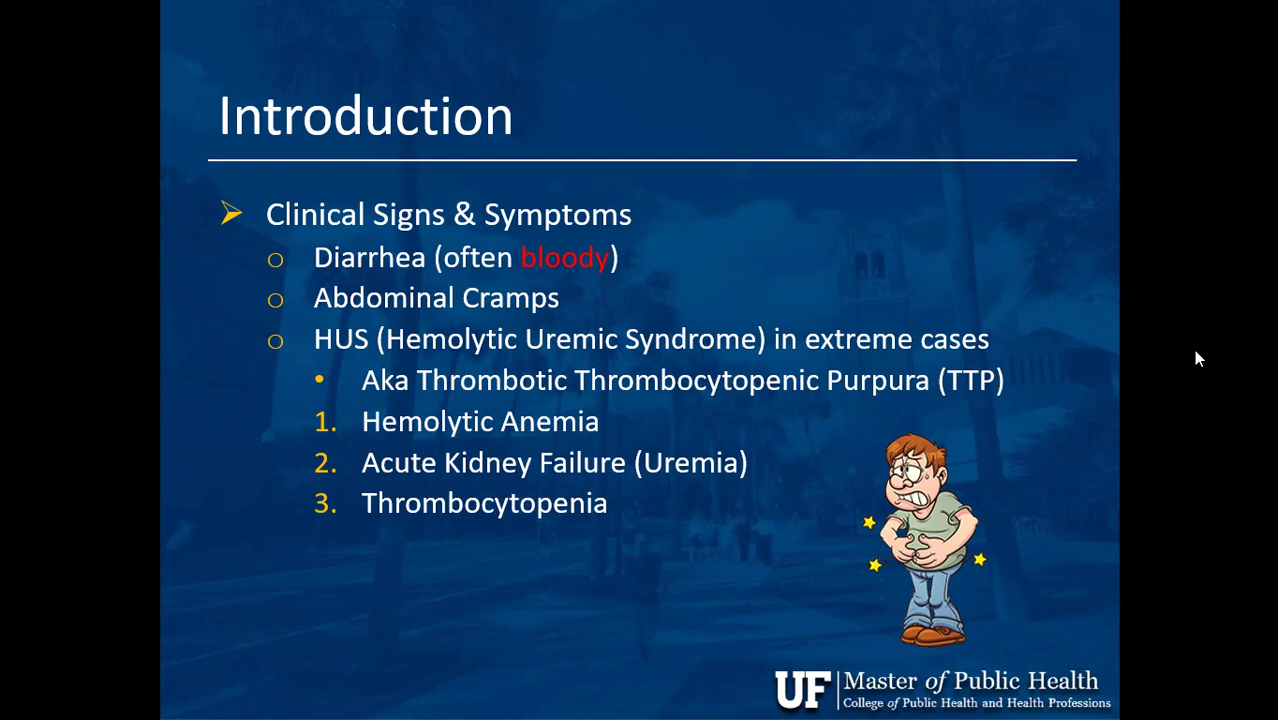 Introduction
➢ Clinical Signs & Symptoms
o Diarrhea (often bloody)
o Abdominal Cramps
o HUS (Hemolytic Uremic Syndrome) in extreme cases
• Aka Thrombotic Thrombocytopenic Purpura (TTP)
1. Hemolytic Anemia
2. Acute Kidney Failure (Uremia)
3. Thrombocytopenia
UF Master of Public Health
College of Public Health and Health Professions